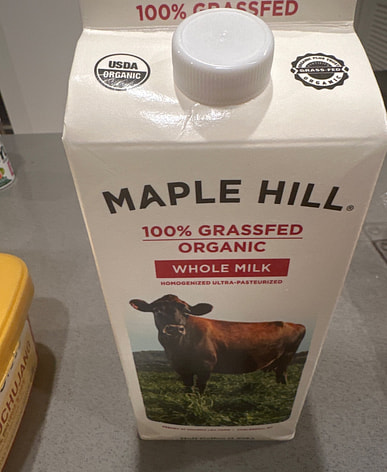 100% GRASSFED
USDA
ORGANIC
GRASS-FED
ORGANIC
MAPLE HILL®
100% GRASSFED
ORGANIC
WHOLE MILK
HOMOGENIZED ULTRA-PASTEURIZED